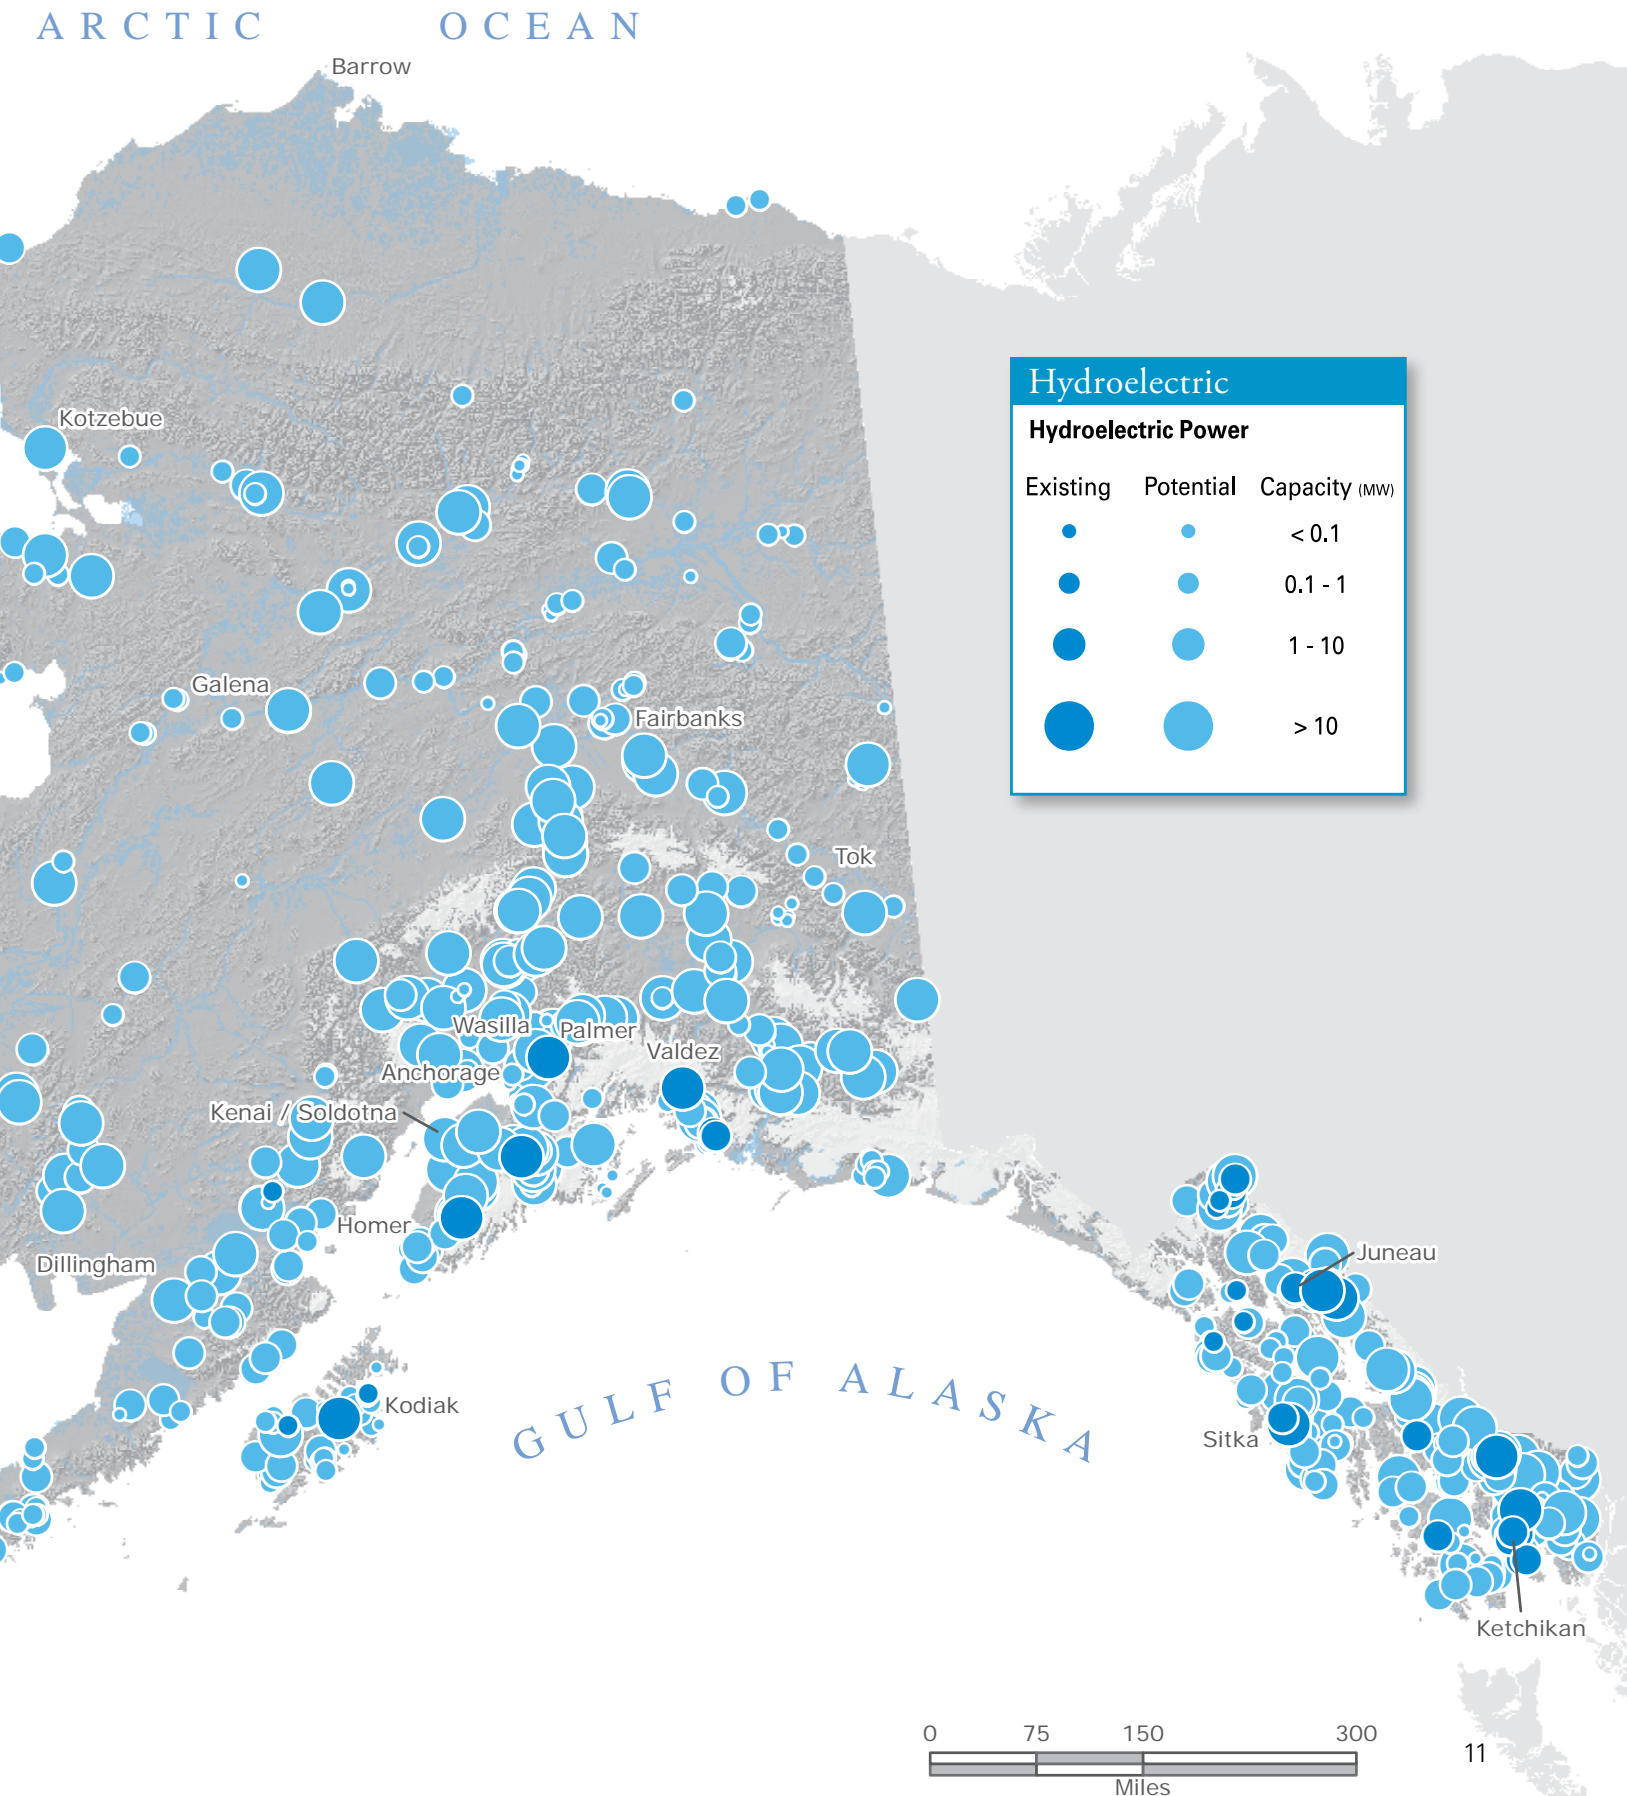 ARCTIC OCEAN
Barrow
Kotzebue
Hydroelectric
Hydroelectric Power
Existing Potential Capacity (MW)
< 0.1
0.1 - 1
1 - 10
> 10
Galena
Fairbanks
Tok
Wasilla
Palmer
Valdez
Anchorage
Kenai / Soldotna
Homer
Dillingham
Juneau
Kodiak
GULF OF ALASKA
Sitka
Ketchikan
0 75 150 300
Miles
11